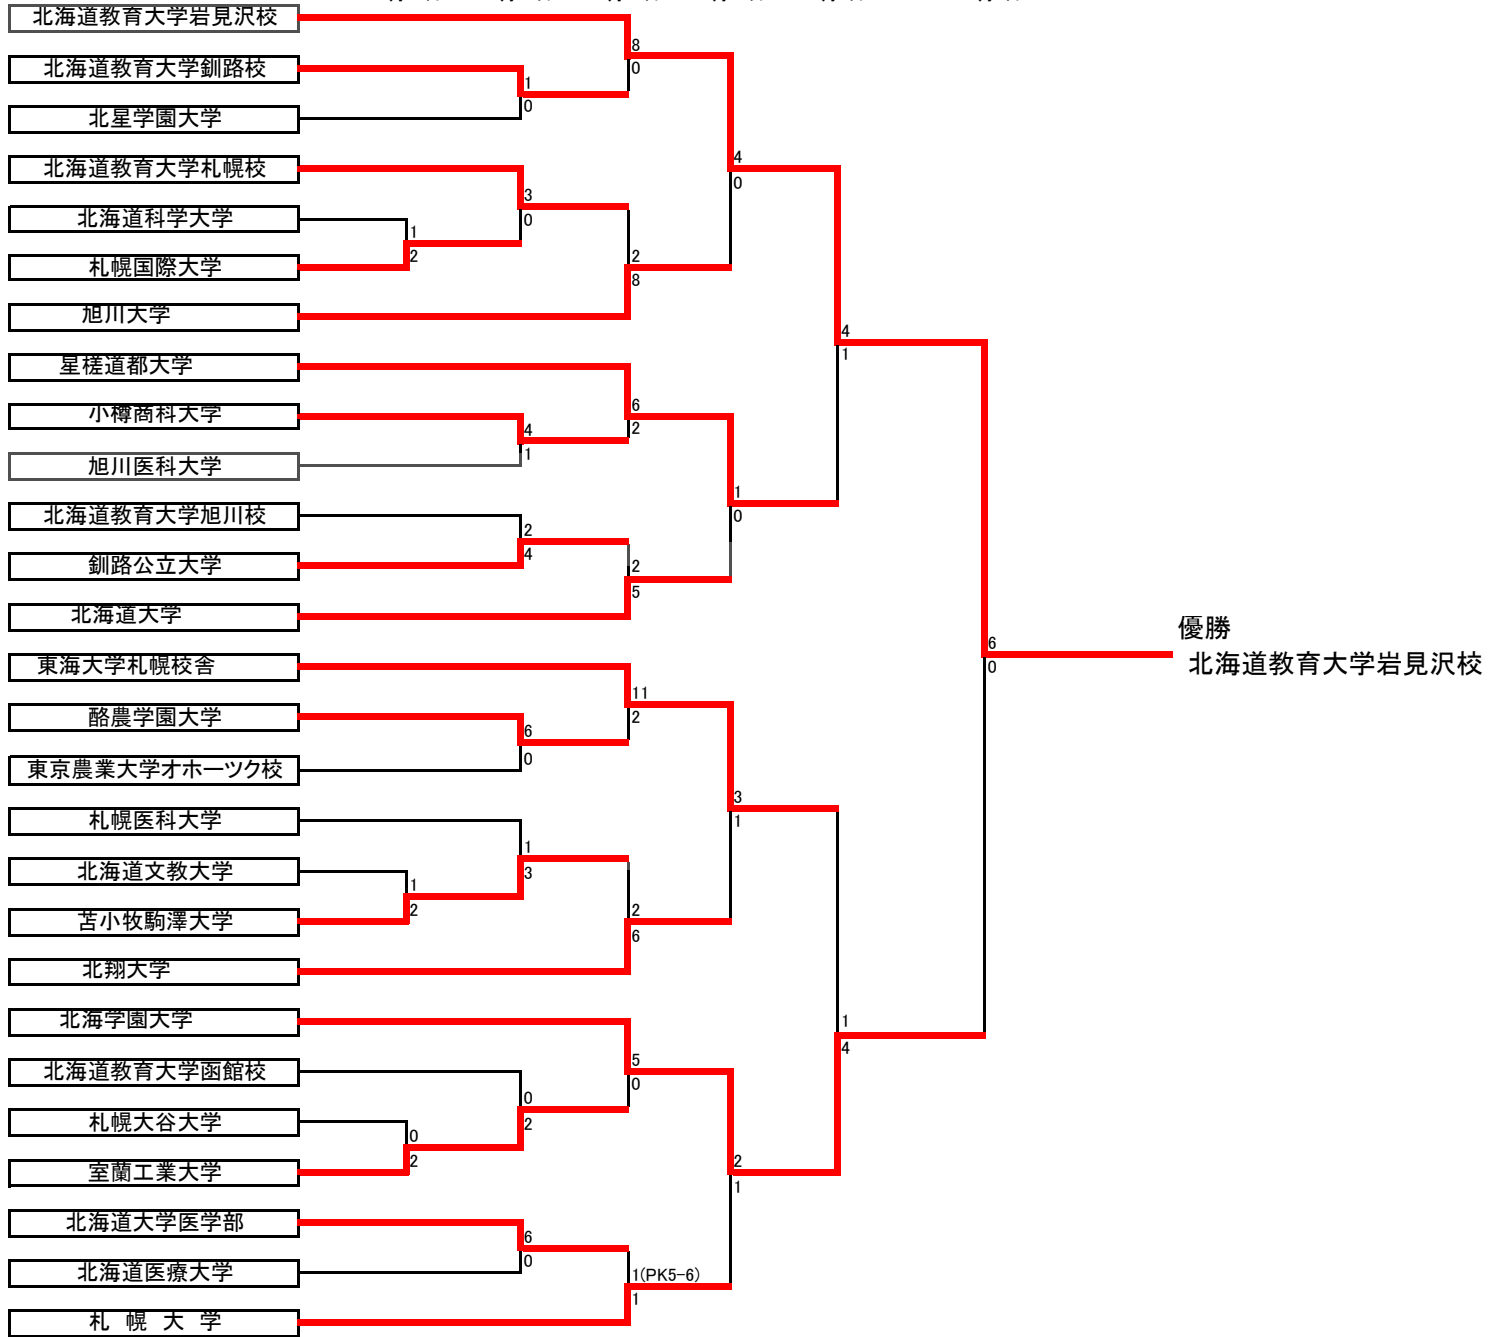 北海道教育大学岩見沢校
8
0
北海道教育大学釧路校
1
0
北星学園大学
北海道教育大学札幌校
3
0
4
0
北海道科学大学
1
2
札幌国際大学
2
8
旭川大学
4
1
星槎道都大学
小樽商科大学
6
2
4
1
旭川医科大学
1
0
北海道教育大学旭川校
2
4
釧路公立大学
2
5
北海道大学
優勝
北海道教育大学岩見沢校
6
0
東海大学札幌校舎
11
2
酪農学園大学
6
0
東京農業大学オホーツク校
3
1
札幌医科大学
1
3
北海道文教大学
1
2
苫小牧駒澤大学
2
6
北翔大学
北海学園大学
1
4
北海道教育大学函館校
5
0
0
2
札幌大谷大学
0
2
室蘭工業大学
2
1
北海道大学医学部
6
0
北海道医療大学
1(PK5-6)
1
札 幌 大 学